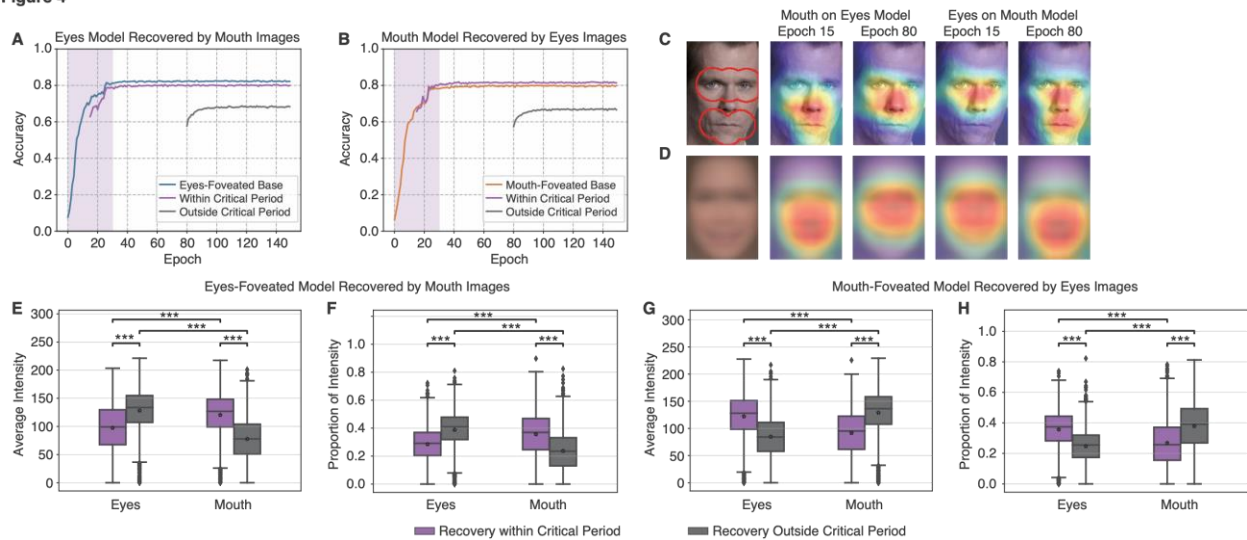 Figure 4
A Eyes Model Recovered by Mouth Images
1.0
0.8
0.6
0.4
0.2
0.0
Accuracy
0 20 40 60 80 100 120 140
Epoch
Eyes-Foveated Base
Within Critical Period
Outside Critical Period
B Mouth Model Recovered by Eyes Images
1.0
0.8
0.6
0.4
0.2
0.0
Accuracy
0 20 40 60 80 100 120 140
Epoch
Mouth-Foveated Base
Within Critical Period
Outside Critical Period
Mouth on Eyes Model Eyes on Mouth Model
C Epoch 15 Epoch 80 Epoch 15 Epoch 80
D
Eyes-Foveated Model Recovered by Mouth Images
E
300
250
200
150
100
50
0
Average Intensity
*** *** *** ***
Eyes Mouth
F
1.0
0.8
0.6
0.4
0.2
0.0
Proportion of Intensity
*** *** *** ***
Eyes Mouth
Mouth-Foveated Model Recovered by Eyes Images
G
300
250
200
150
100
50
0
Average Intensity
*** *** *** ***
Eyes Mouth
H
1.0
0.8
0.6
0.4
0.2
0.0
Proportion of Intensity
*** *** *** ***
Eyes Mouth
Recovery within Critical Period Recovery Outside Critical Period